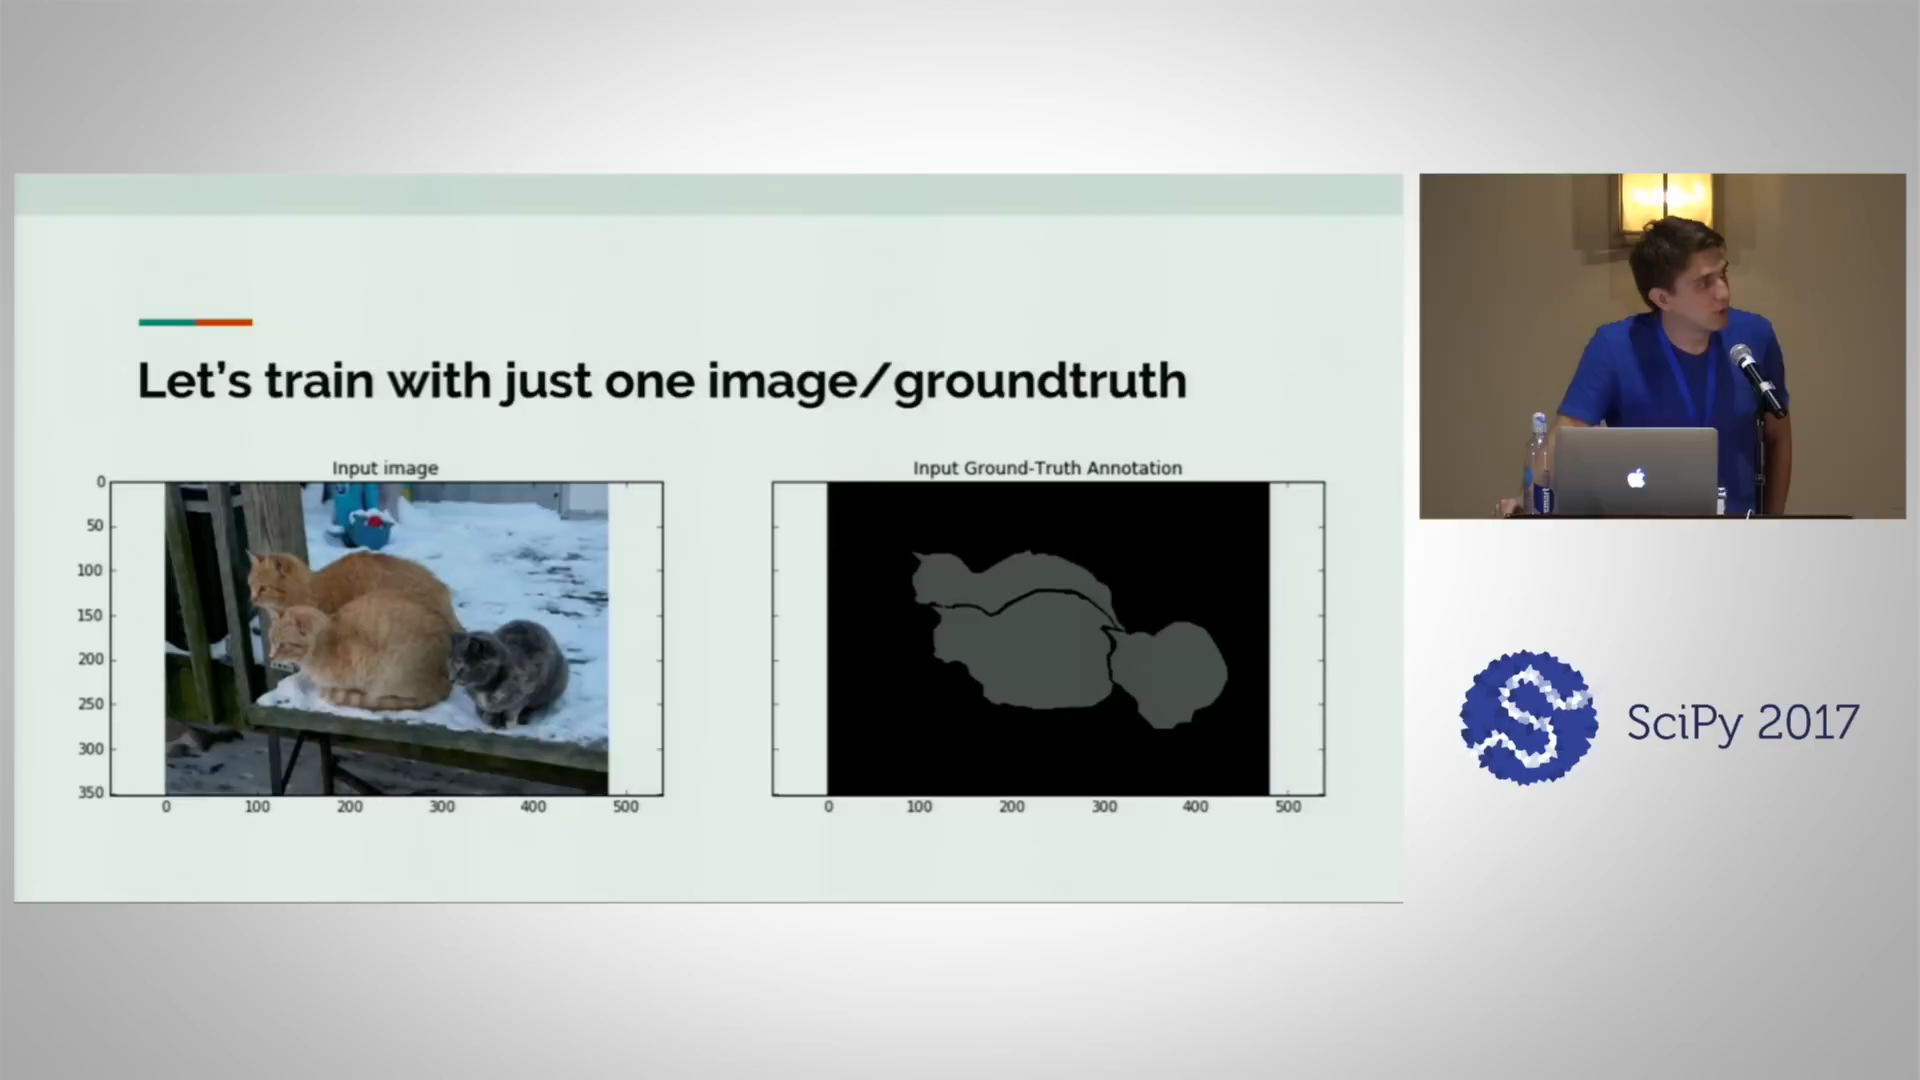 Let's train with just one image/groundtruth
Input image
0
50
100
150
200
250
300
350
0 100 200 300 400 500
Input Ground-Truth Annotation
0 100 200 300 400 500
smart
SciPy 2017